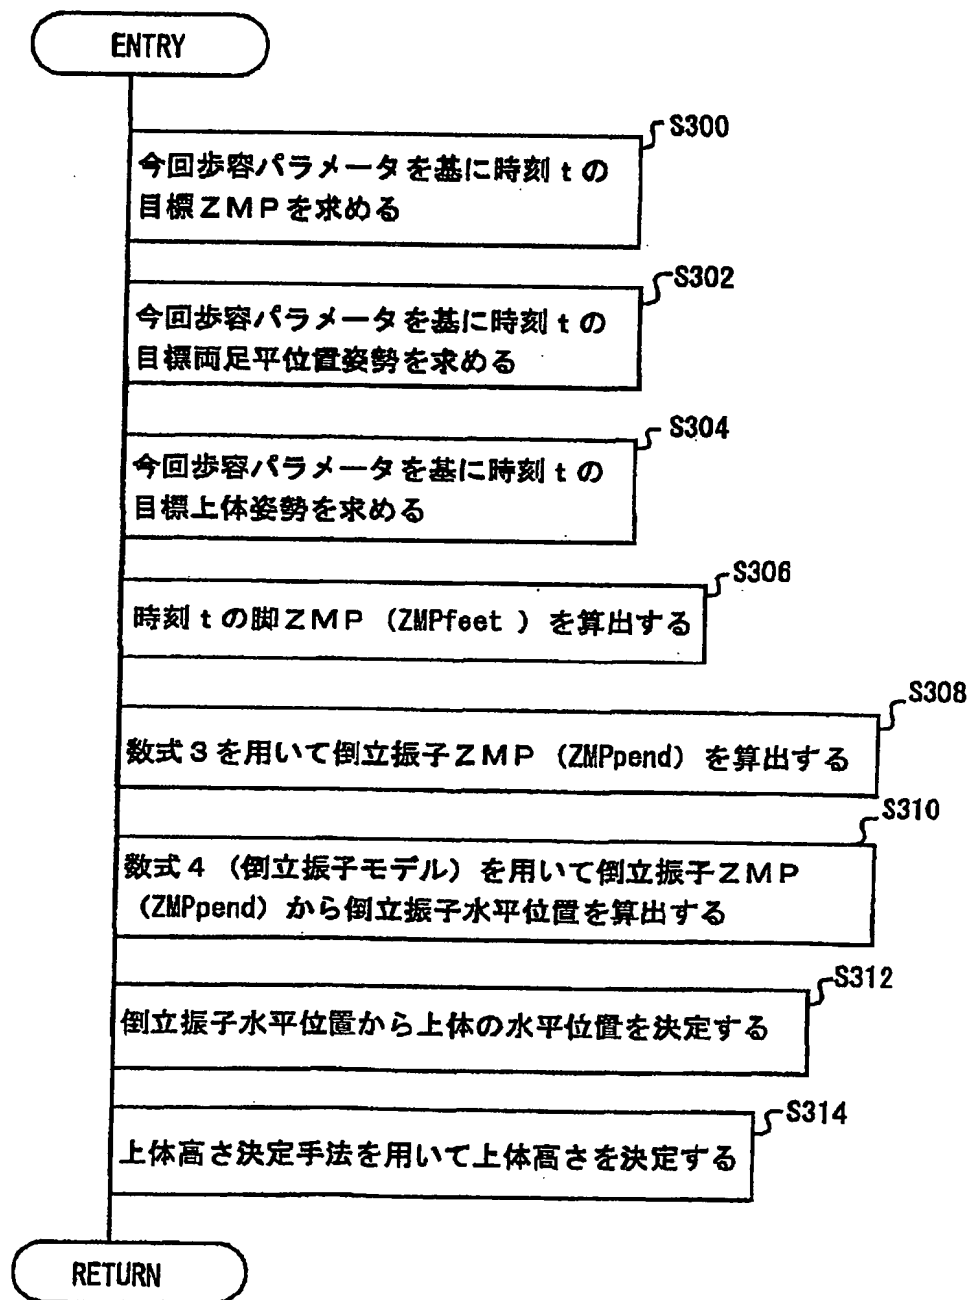 ENTRY
S300
今回歩容パラメータを基に時刻tの
目標ZMPを求める
S302
今回歩容パラメータを基に時刻tの
目標両足平位置姿勢を求める
S304
今回歩容パラメータを基に時刻tの
目標上体姿勢を求める
S306
時刻tの脚ZMP (ZMPfeet ) を算出する
S308
数式3を用いて倒立振子ZMP (ZMPpend) を算出する
S310
数式4 (倒立振子モデル) を用いて倒立振子ZMP
(ZMPpend) から倒立振子水平位置を算出する
S312
倒立振子水平位置から上体の水平位置を決定する
S314
上体高さ決定手法を用いて上体高さを決定する
RETURN